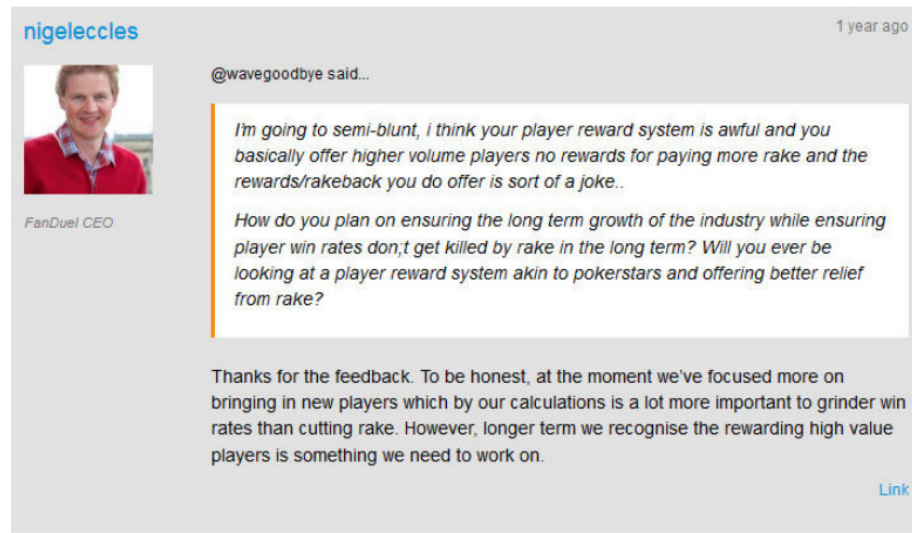 nigeleccles
1 year ago
@wavegoodbye said...
I'm going to semi-blunt, i think your player reward system is awful and you
basically offer higher volume players no rewards for paying more rake and the
rewards/rakeback you do offer is sort of a joke..
FanDuel CEO
How do you plan on ensuring the long term growth of the industry while ensuring
player win rates don;t get killed by rake in the long term? Will you ever be
looking at a player reward system akin to pokerstars and offering better relief
from rake?
Thanks for the feedback. To be honest, at the moment we've focused more on
bringing in new players which by our calculations is a lot more important to grinder win
rates than cutting rake. However, longer term we recognise the rewarding high value
players is something we need to work on.
Link